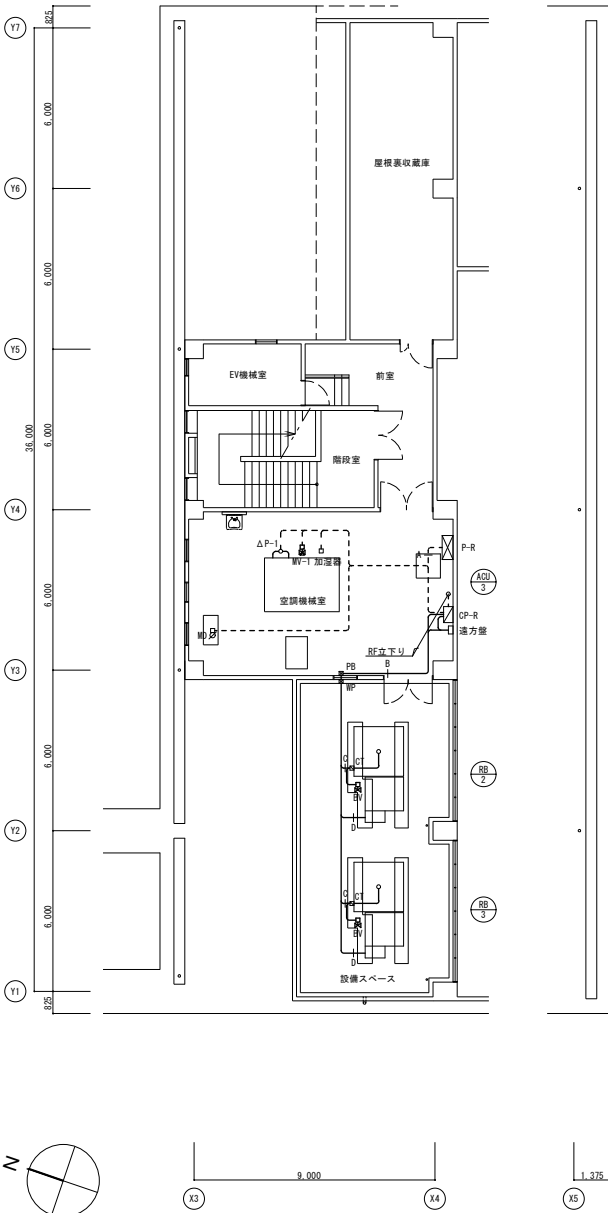 Y7
825
6,000
屋根裏収蔵庫
Y6
6,000
Y5
EV機械室
前室
36,000
6,000
階段室
Y4
ΔP-1
MV-1 加湿器
A
P-R
ACU
3
空調機械室
6,000
CP-R
MD
遠方盤
RF立下り
Y3
PB
B
WP
6,000
C
CT
RB
2
BV
D
Y2
C
CT
RB
3
BV
6,000
D
設備スペース
Y1
825
N
9,000
1,375
X3
X4
X5